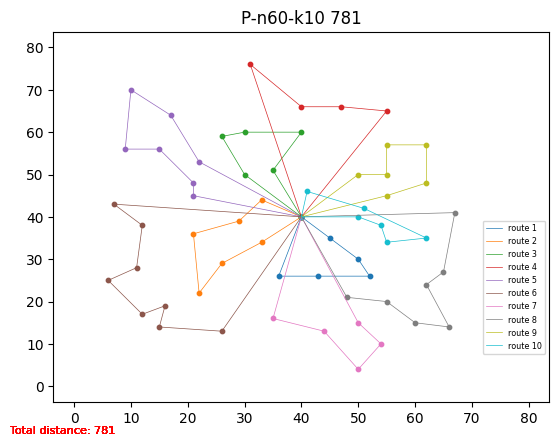 P-n60-k10 781
80
70
60
50
40
30
20
10
0
route 1
route 2
route 3
route 4
route 5
route 6
route 7
route 8
route 9
route 10
0 10 20 30 40 50 60 70 80
Total distance: 781